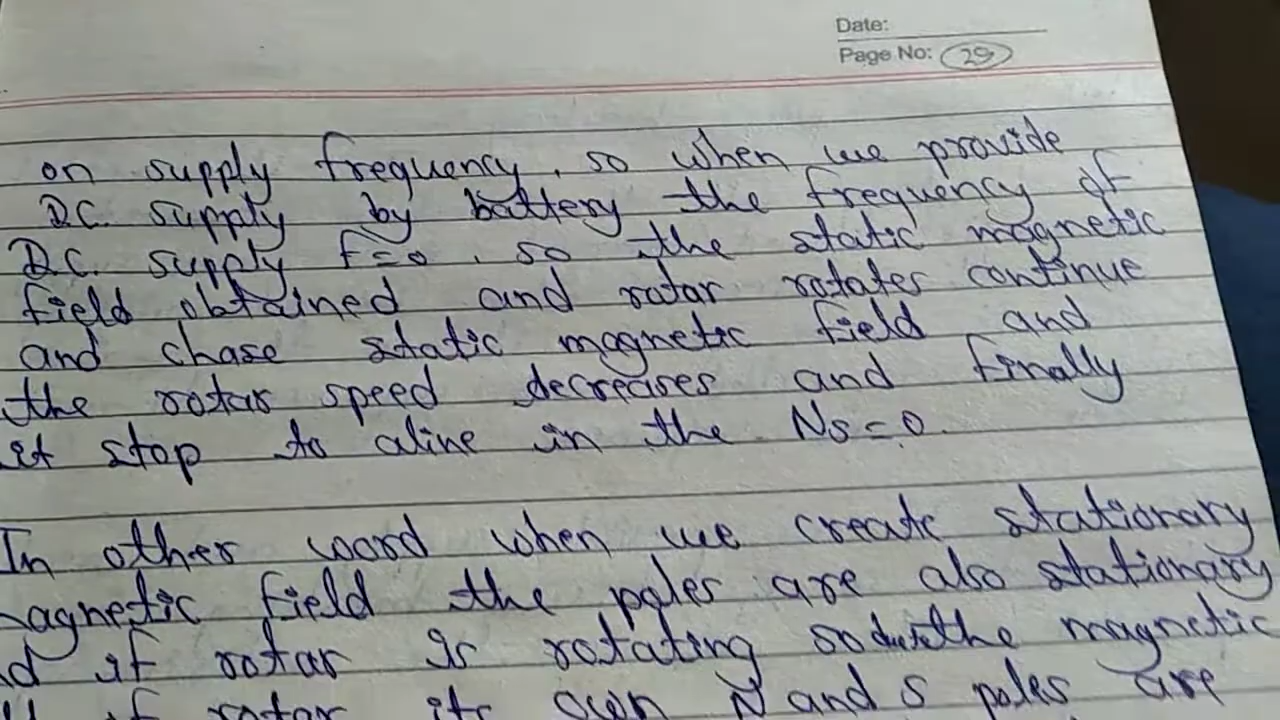 Date:
Page No: 29
on supply frequency. so when we provide
D.C. supply by battery the frequency of
D.C. supply f=0. so the static magnetic
field obtained and rotar rotates continue
and chase static magnetic field and
the rotar speed decreases and finally
it stop to aline in the Ns=0.
In other word when we create stationary
magnetic field the poles are also stationary
d if rotar is rotating so the magnetic
of rotar its own N and S poles are